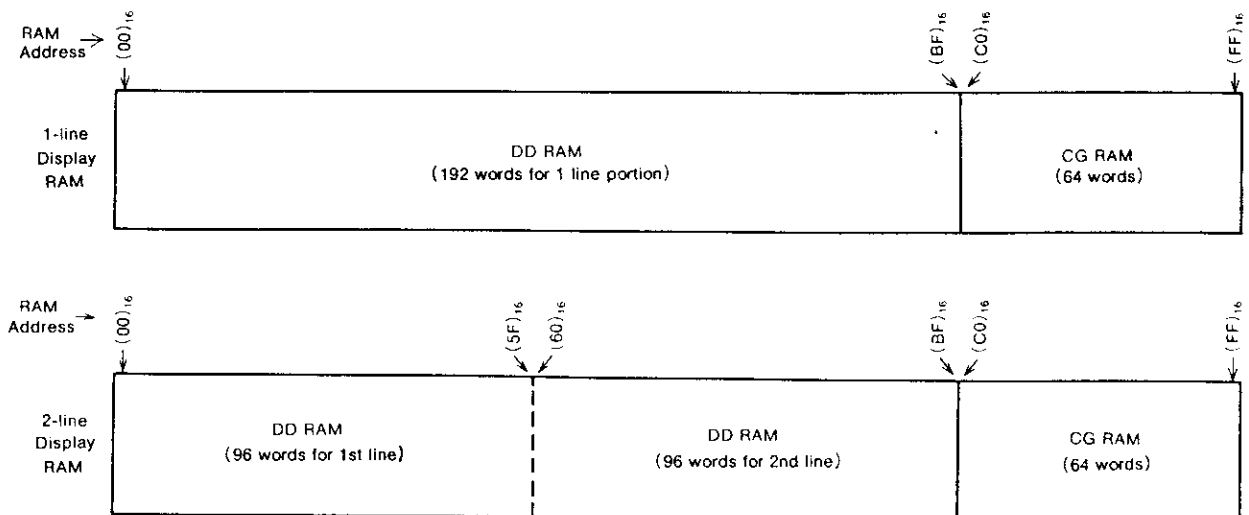 RAM
Address
(00)₁₆
(BF)₁₆
(C0)₁₆
(FF)₁₆
1-line
Display
RAM
DD RAM
(192 words for 1 line portion)
CG RAM
(64 words)
RAM
Address
(00)₁₆
(5F)₁₆
(60)₁₆
(BF)₁₆
(C0)₁₆
(FF)₁₆
2-line
Display
RAM
DD RAM
(96 words for 1st line)
DD RAM
(96 words for 2nd line)
CG RAM
(64 words)